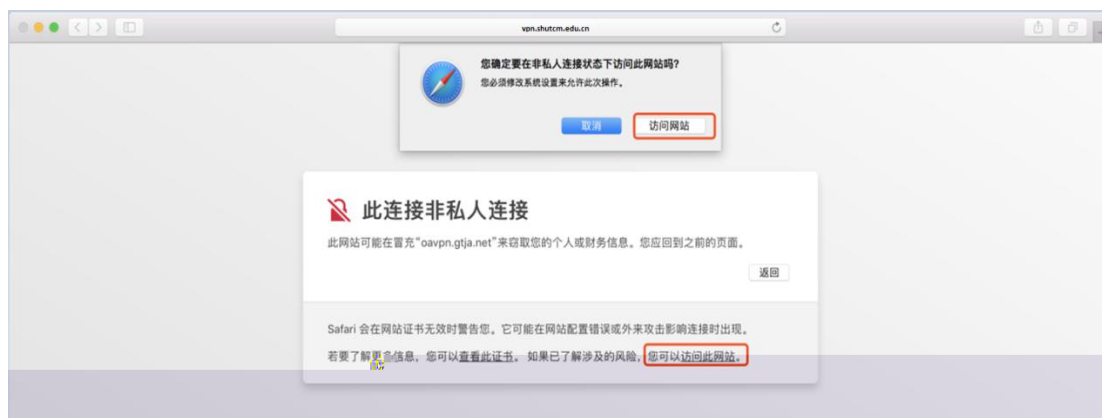 vpn.shutcm.edu.cn
您确定要在非私人连接状态下访问此网站吗?
您必须修改系统设置来允许此次操作。
取消
访问网站
此连接非私人连接
此网站可能在冒充“oavpn.gtja.net”来窃取您的个人或财务信息。您应回到之前的页面。
返回
Safari 会在网站证书无效时警告您。它可能在网站配置错误或外来攻击影响连接时出现。
若要了解更多信息，您可以查看此证书。 如果已了解涉及的风险，您可以访问此网站。